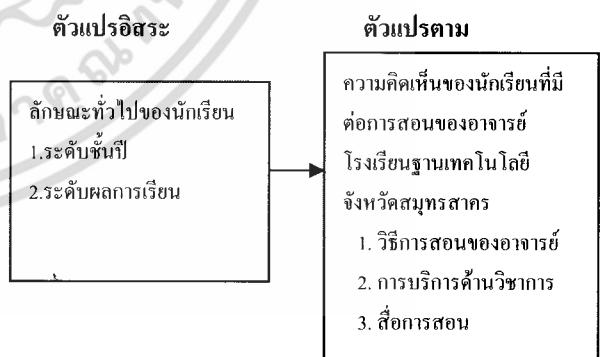 ตัวแปรอิสระ
ลักษณะทั่วไปของนักเรียน
1.ระดับชั้นปี
2.ระดับผลการเรียน
ตัวแปรตาม
ความคิดเห็นของนักเรียนที่มี
ต่อการสอนของอาจารย์
โรงเรียนฐานเทคโนโลยี
จังหวัดสมุทรสาคร
1. วิธีการสอนของอาจารย์
2. การบริการด้านวิชาการ
3. สื่อการสอน